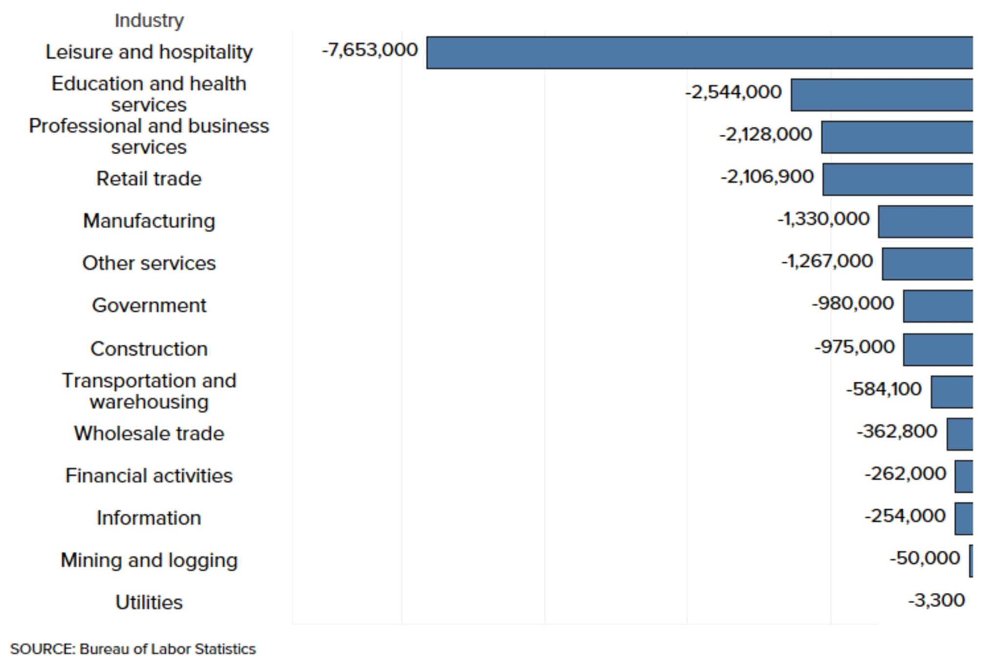 Industry
Leisure and hospitality
-7,653,000
Education and health
services
-2,544,000
Professional and business
services
-2,128,000
Retail trade
-2,106,900
Manufacturing
-1,330,000
Other services
-1,267,000
Government
-980,000
Construction
-975,000
Transportation and
warehousing
-584,100
Wholesale trade
-362,800
Financial activities
-262,000
Information
-254,000
Mining and logging
-50,000
Utilities
-3,300
SOURCE: Bureau of Labor Statistics